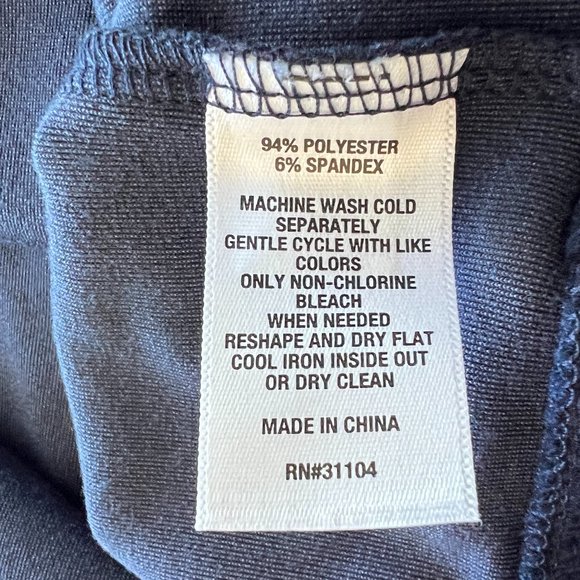 94% POLYESTER
6% SPANDEX
MACHINE WASH COLD
SEPARATELY
GENTLE CYCLE WITH LIKE
COLORS
ONLY NON-CHLORINE
BLEACH
WHEN NEEDED
RESHAPE AND DRY FLAT
COOL IRON INSIDE OUT
OR DRY CLEAN
MADE IN CHINA
RN#31104